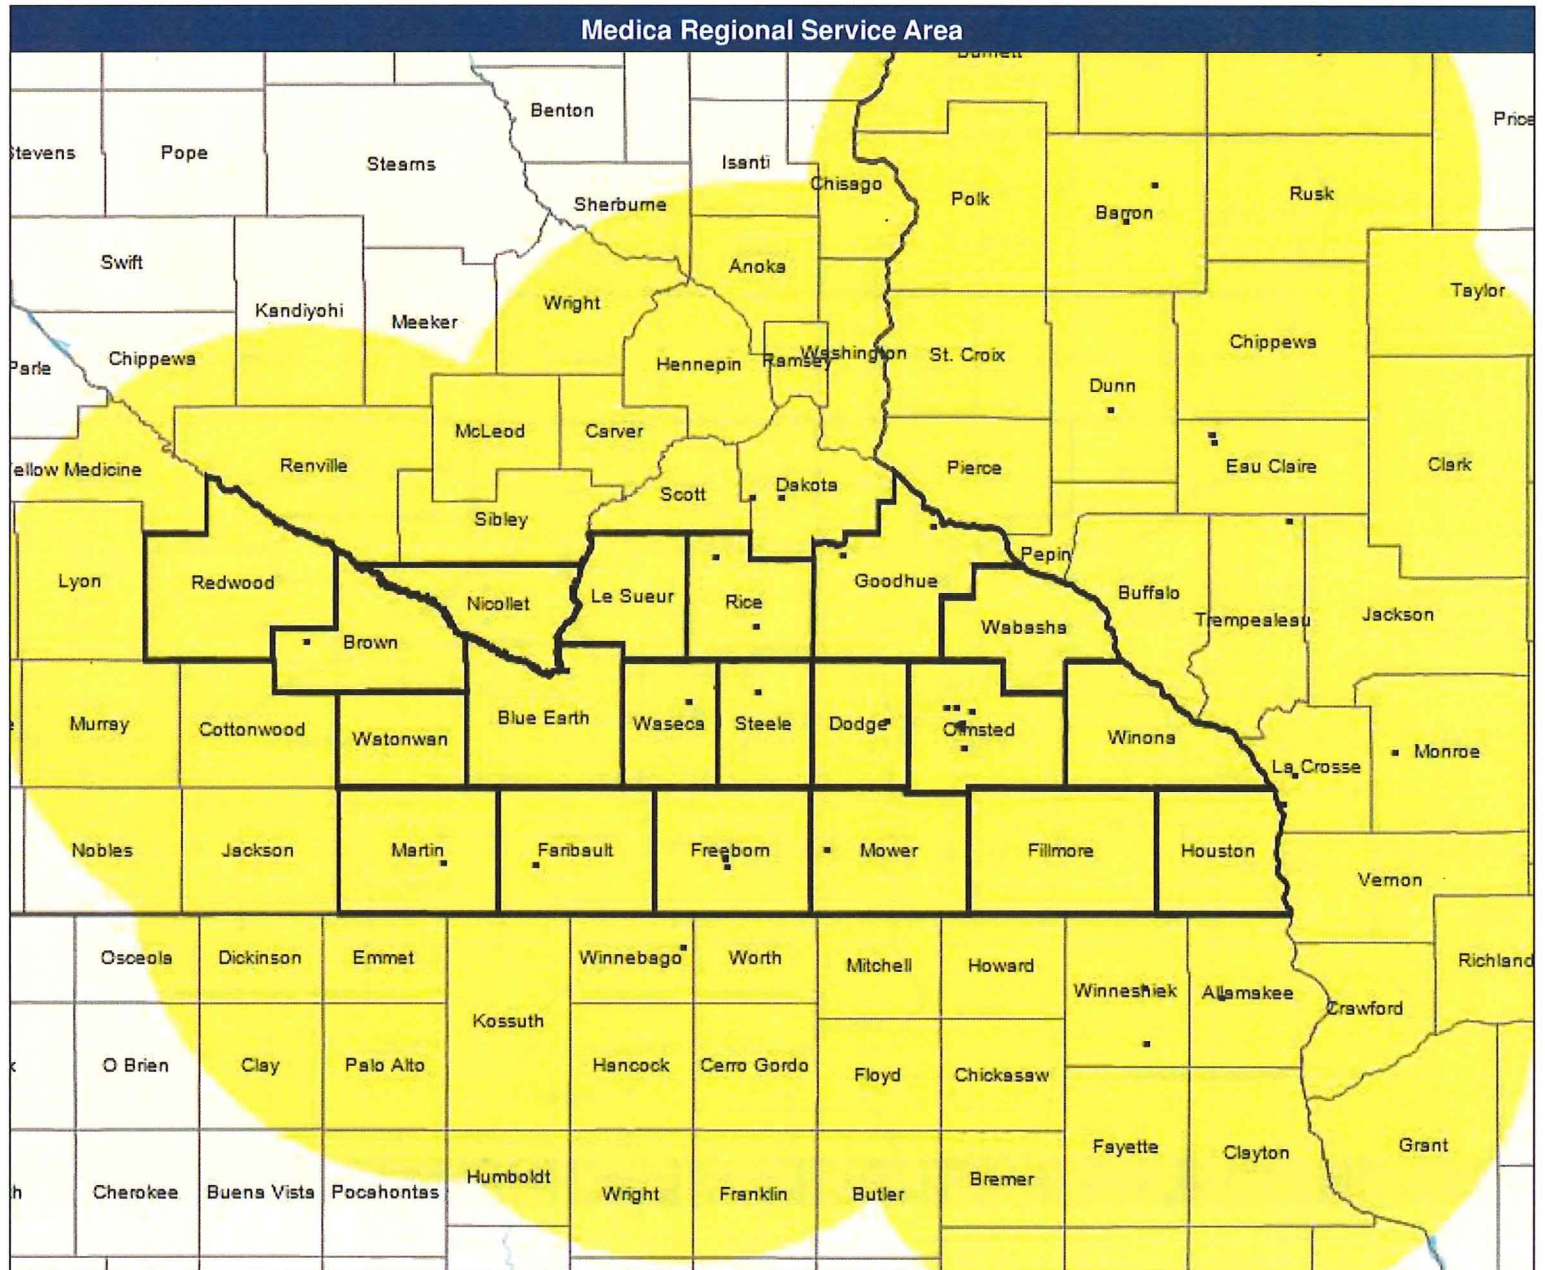 Medica Regional Service Area
Benton
Price
Stevens
Pope
Stearns
Isanti
Chisago
Polk
Barron
Rusk
Sherburne
Swift
Anoka
Taylor
Kandiyohi
Wright
Meeker
Chippewa
Parle
Hennepin
Ramsey
Washington
St. Croix
Chippewa
Dunn
McLeod
Carver
Yellow Medicine
Renville
Scott
Dakota
Pierce
Eau Claire
Clark
Sibley
Pepin
Lyon
Redwood
Nicollet
Le Sueur
Rice
Goodhue
Buffalo
Trempealeau
Jackson
Brown
Wabasha
Murray
Cottonwood
Watonwan
Blue Earth
Waseca
Steele
Dodge
Olmsted
Winona
La Crosse
Monroe
Nobles
Jackson
Martin
Faribault
Freeborn
Mower
Fillmore
Houston
Vernon
Osceola
Dickinson
Emmet
Winnebago
Worth
Mitchell
Howard
Richland
Kossuth
Winneshiek
Allamakee
Crawford
O Brien
Clay
Palo Alto
Hancock
Cerro Gordo
Floyd
Chickasaw
Fayette
Clayton
Grant
Cherokee
Buena Vista
Pocahontas
Humboldt
Wright
Franklin
Butler
Bremer